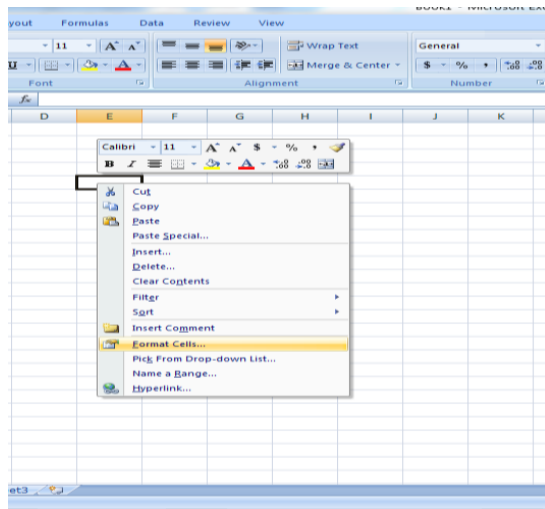 Book1 - Microsoft Exc
yout Formulas Data Review View
11 A A Wrap Text General
U A Merge & Center $ % , .00
Font Alignment Number
fx
D E F G H I J K
Calibri 11 A A $ % ,
B I A
Cut
Copy
Paste
Paste Special...
Insert...
Delete...
Clear Contents
Filter
Sort
Insert Comment
Format Cells...
Pick From Drop-down List...
Name a Range...
Hyperlink...
et3